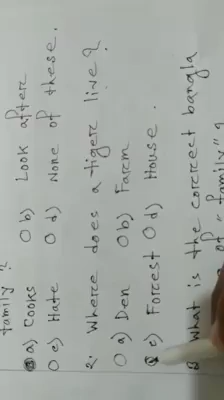 family ?
a) Cooks b) Look after
c) Hate d) None of these.
2. Where does a tiger live?
a) Den b) Farm
c) Forest d) House.
What is the correct bangla
of family"?